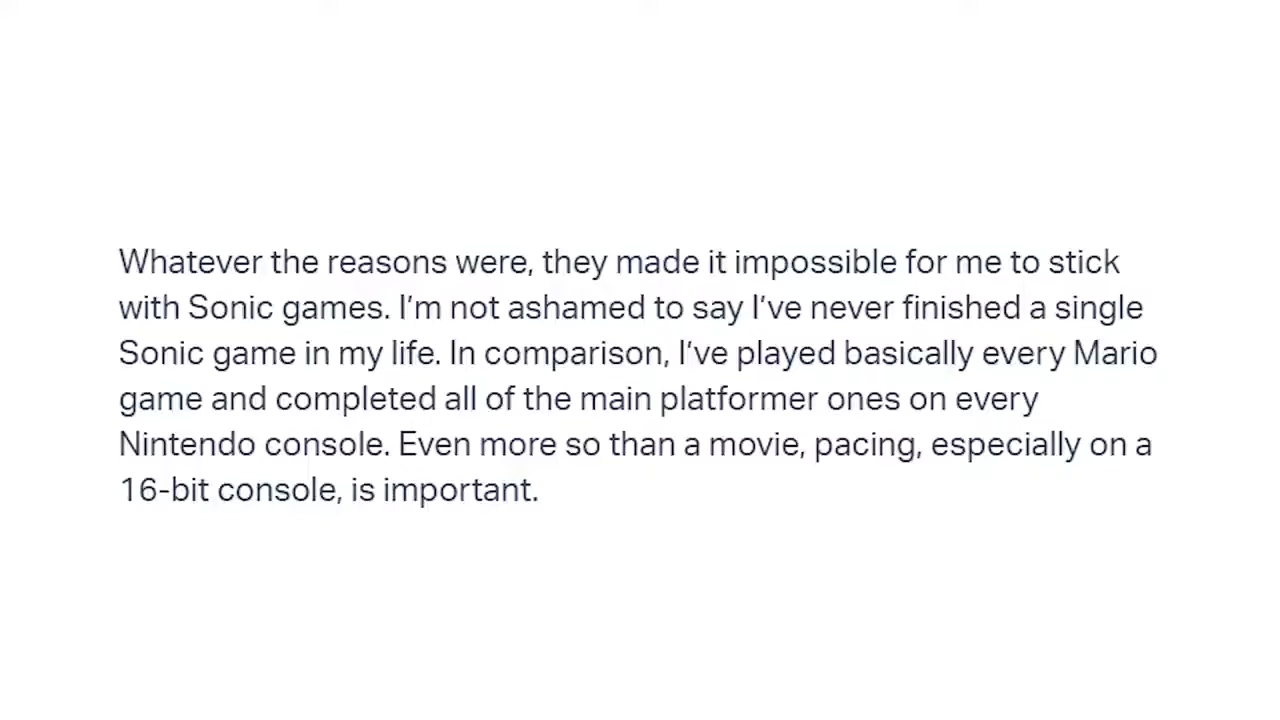 Whatever the reasons were, they made it impossible for me to stick
with Sonic games. I’m not ashamed to say I’ve never finished a single
Sonic game in my life. In comparison, I’ve played basically every Mario
game and completed all of the main platformer ones on every
Nintendo console. Even more so than a movie, pacing, especially on a
16-bit console, is important.